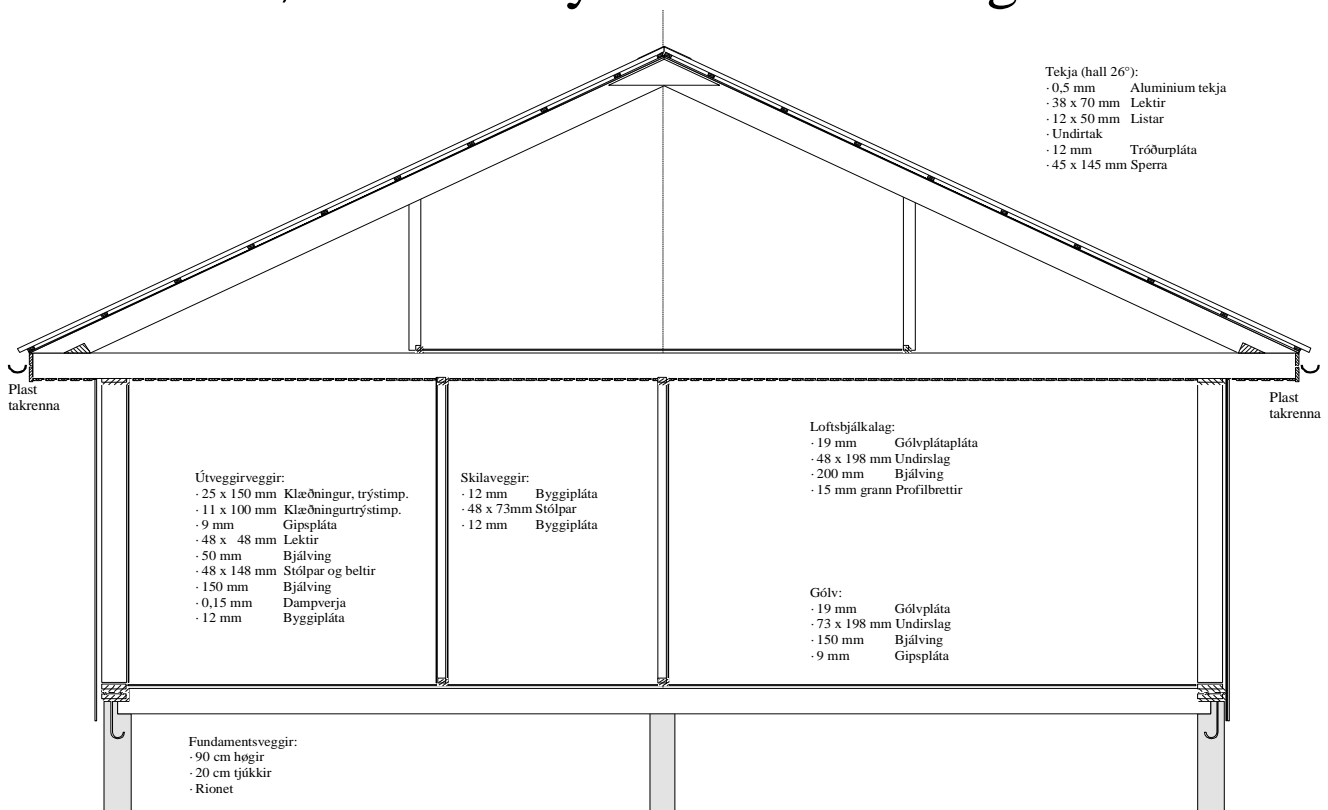 Tekja (hall 26°):
· 0,5 mm Aluminium tekja
· 38 x 70 mm Lektir
· 12 x 50 mm Listar
· Undirtak
· 12 mm Tróðurpláta
· 45 x 145 mm Sperra
Plast
takrenna
Plast
takrenna
Loftsbjálkalag:
· 19 mm Gólvplátapláta
· 48 x 198 mm Undirslag
· 200 mm Bjálving
· 15 mm grann Profilbrettir
Útveggirveggir:
· 25 x 150 mm Klæðningur, trýstimp.
· 11 x 100 mm Klæðningurtrýstimp.
· 9 mm Gipspláta
· 48 x 48 mm Lektir
· 50 mm Bjálving
· 48 x 148 mm Stólpar og beltir
· 150 mm Bjálving
· 0,15 mm Dampverja
· 12 mm Byggipláta
Skilaveggir:
· 12 mm Byggipláta
· 48 x 73mm Stólpar
· 12 mm Byggipláta
Gólv:
· 19 mm Gólvpláta
· 73 x 198 mm Undirslag
· 150 mm Bjálving
· 9 mm Gipspláta
Fundamentsveggir:
· 90 cm høgir
· 20 cm tjúkkir
· Rionet